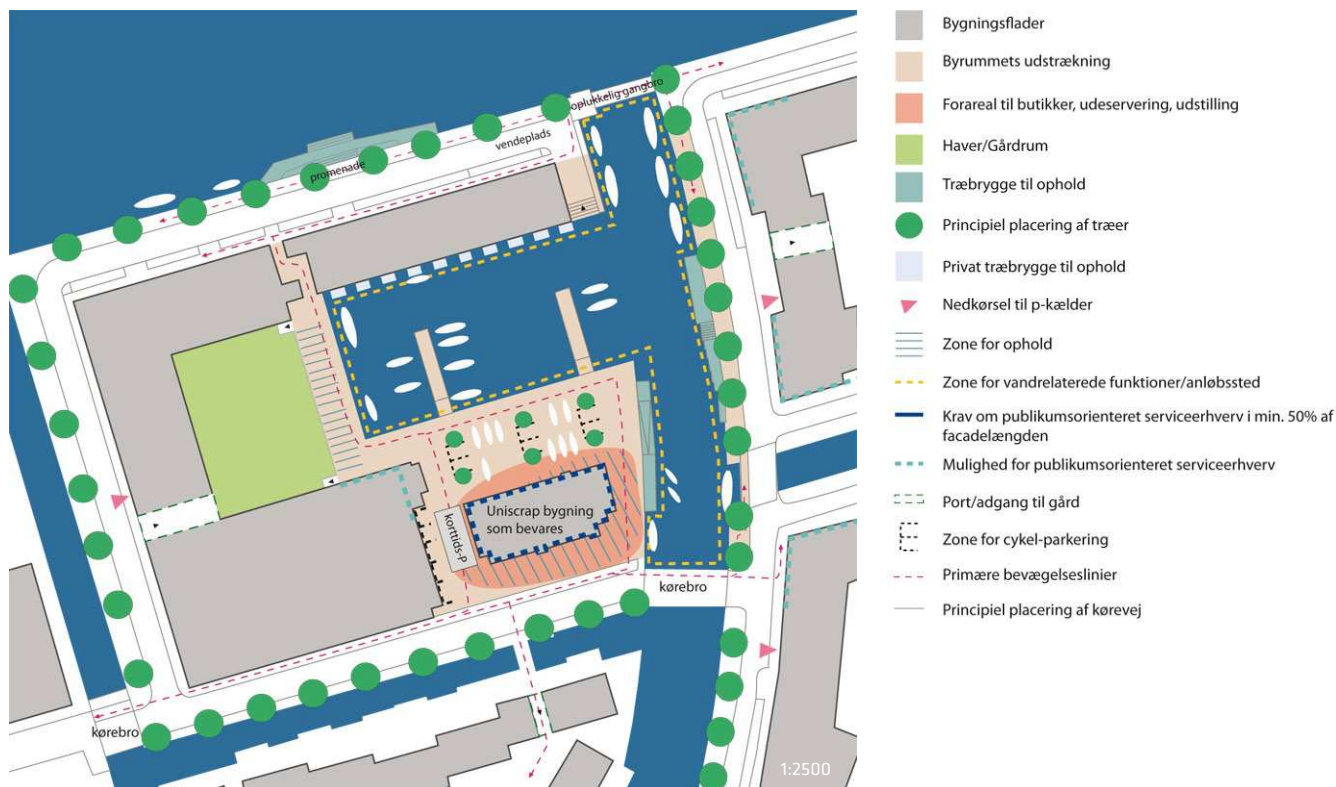 oplukkelig gangbro
vendeplads
promenade
Uniscrap bygning
som bevares
korttids-P
kørebro
kørebro
1:2500
Bygningsflader
Byrummets udstrækning
Forareal til butikker, udeservering, udstilling
Haver/Gårdrum
Træbrygge til ophold
Principiel placering af træer
Privat træbrygge til ophold
Nedkørsel til p-kælder
Zone for ophold
Zone for vandrelaterede funktioner/anløbssted
Krav om publikumsorienteret serviceerhverv i min. 50% af
facadelængden
Mulighed for publikumsorienteret serviceerhverv
Port/adgang til gård
Zone for cykel-parkering
Primære bevægelseslinier
Principiel placering af kørevej